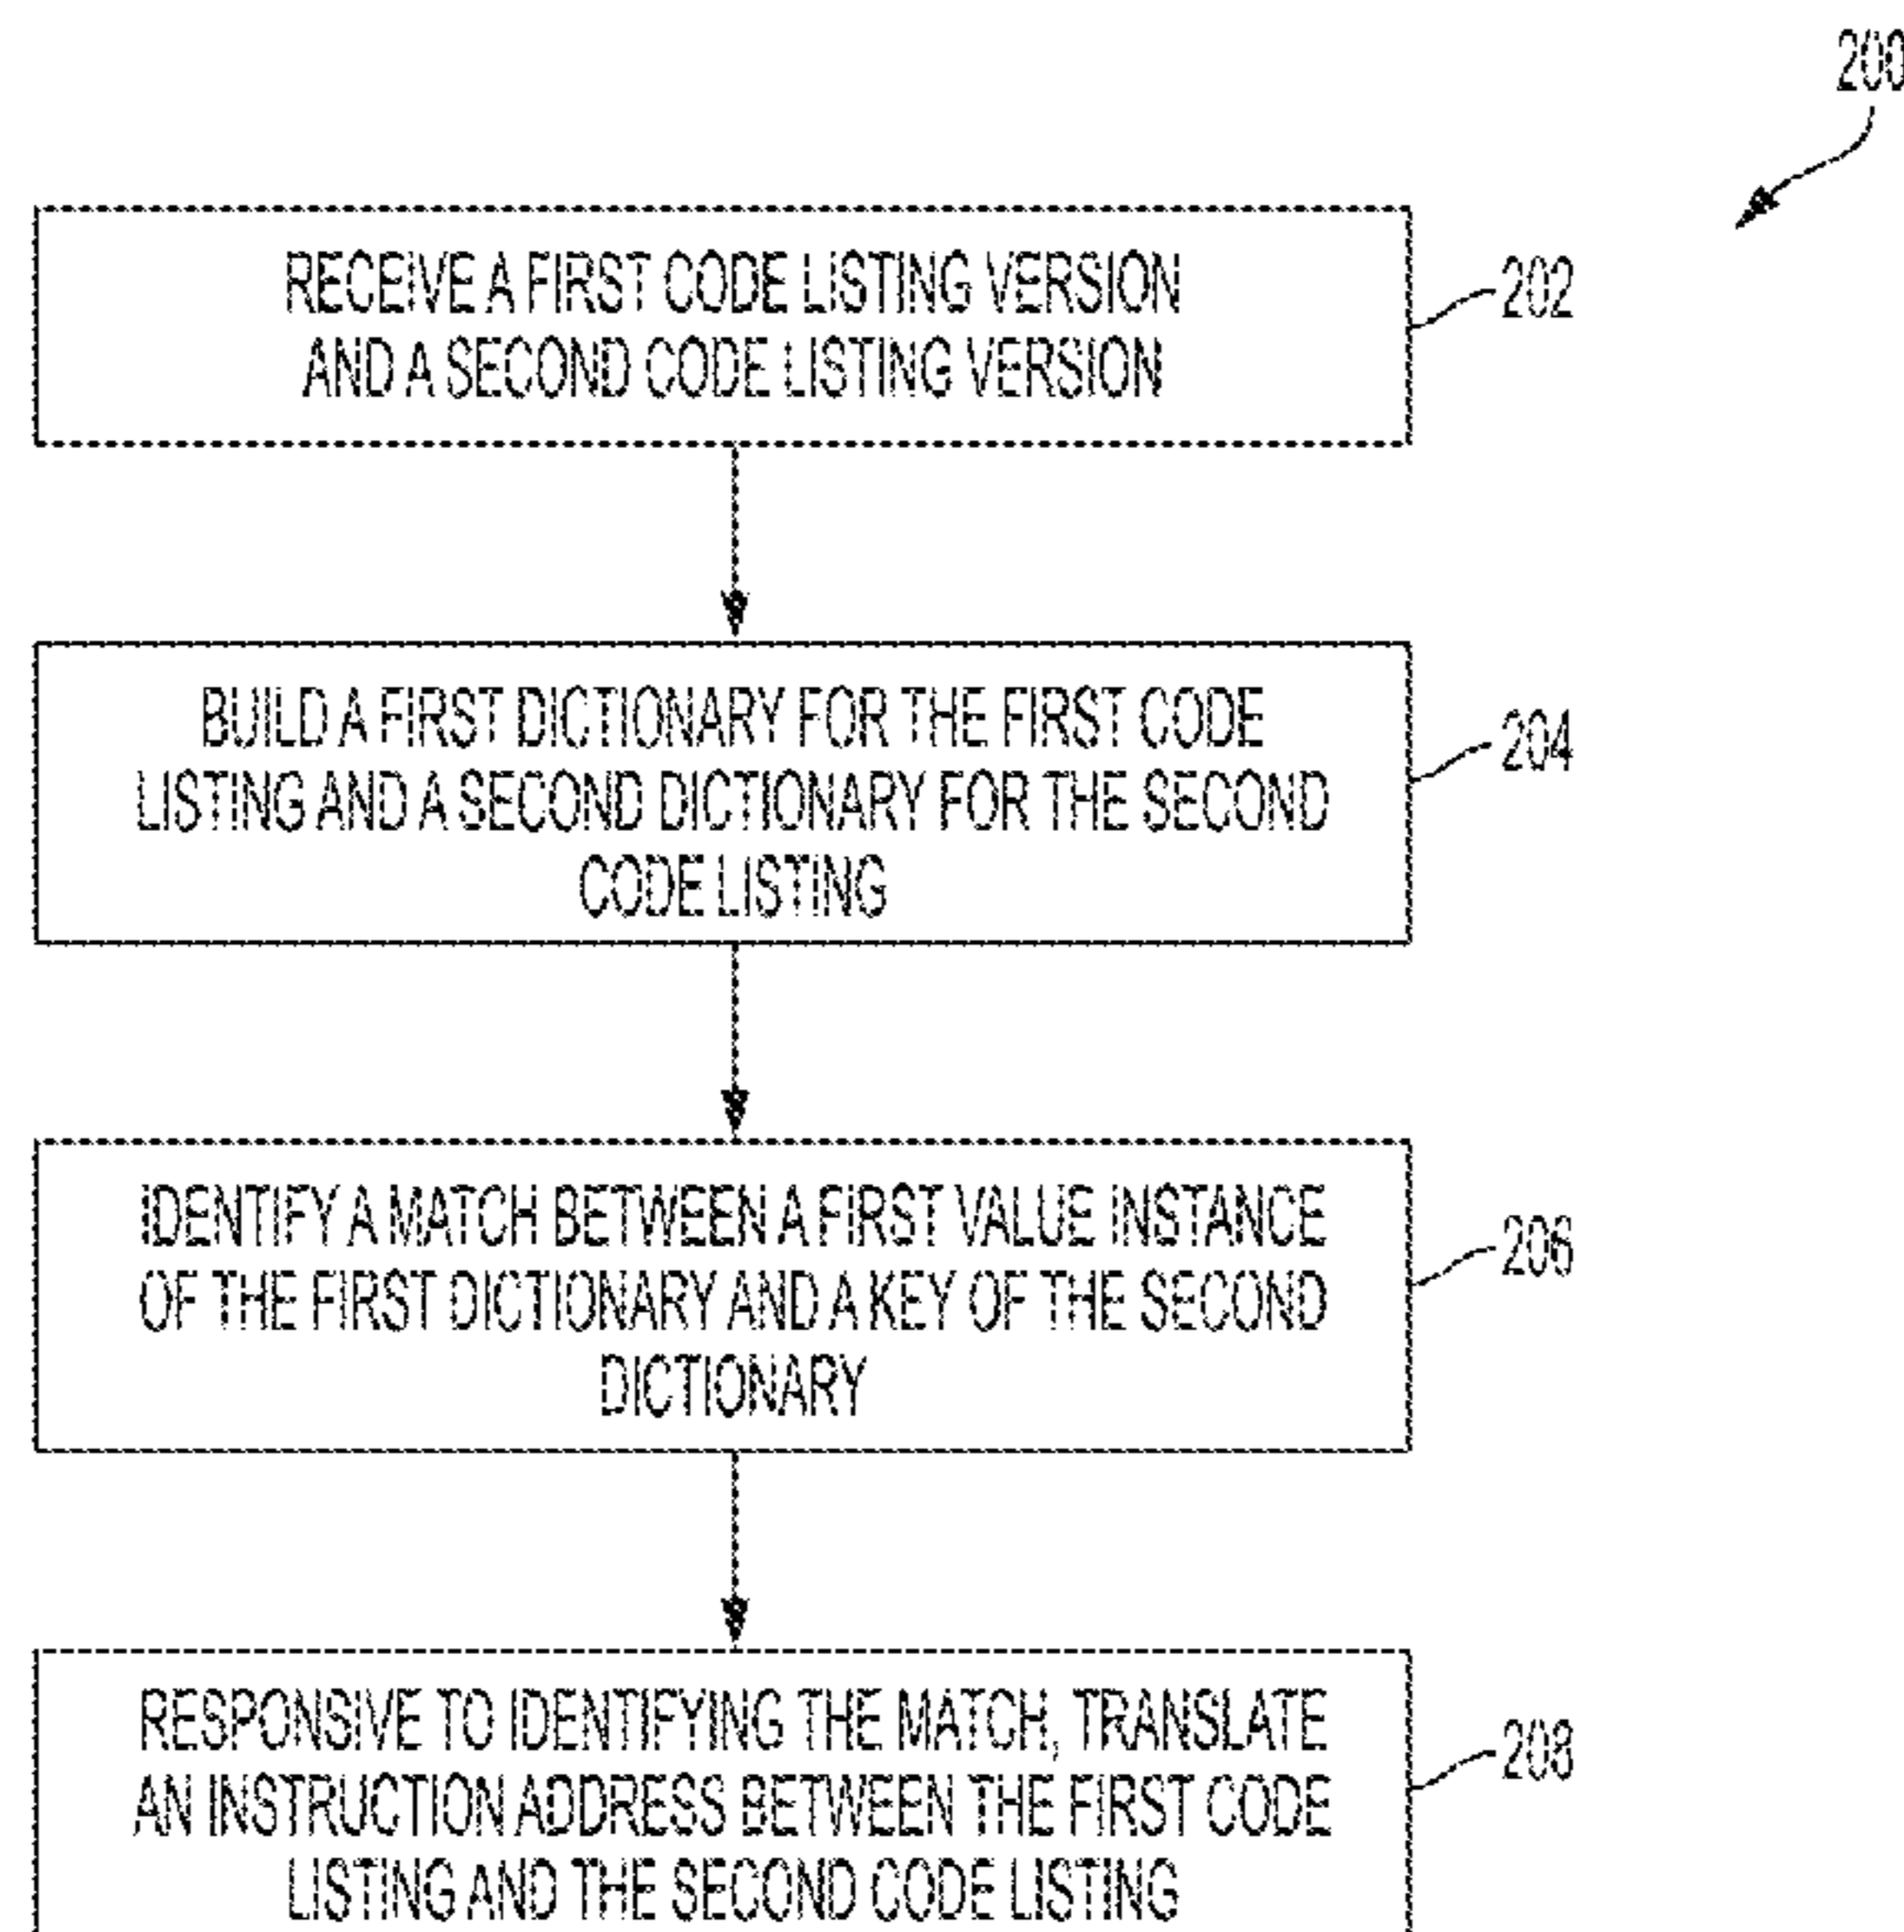 200
RECEIVE A FIRST CODE LISTING VERSION
AND A SECOND CODE LISTING VERSION
202
BUILD A FIRST DICTIONARY FOR THE FIRST CODE
LISTING AND A SECOND DICTIONARY FOR THE SECOND
CODE LISTING
204
IDENTIFY A MATCH BETWEEN A FIRST VALUE INSTANCE
OF THE FIRST DICTIONARY AND A KEY OF THE SECOND
DICTIONARY
206
RESPONSIVE TO IDENTIFYING THE MATCH, TRANSLATE
AN INSTRUCTION ADDRESS BETWEEN THE FIRST CODE
LISTING AND THE SECOND CODE LISTING
208